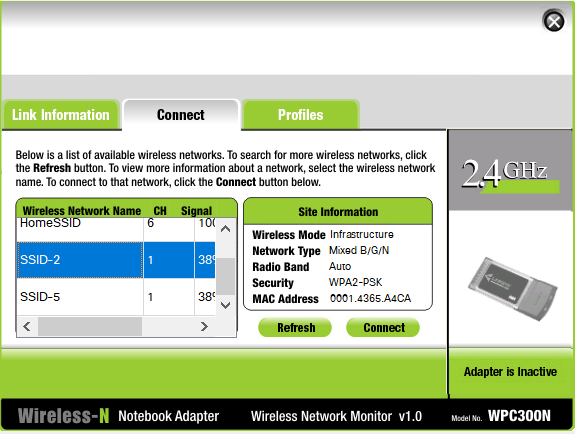 Link Information
Connect
Profiles
Below is a list of available wireless networks. To search for more wireless networks, click
the Refresh button. To view more information about a network, select the wireless network
name. To connect to that network, click the Connect button below.
2.4GHz
Wireless Network Name CH Signal
HomeSSID 6 100
SSID-2 1 38%
SSID-5 1 38%
Site Information
Wireless Mode Infrastructure
Network Type Mixed B/G/N
Radio Band Auto
Security WPA2-PSK
MAC Address 0001.4365.A4CA
Refresh
Connect
Adapter is Inactive
Wireless-N Notebook Adapter Wireless Network Monitor v1.0 Model No. WPC300N